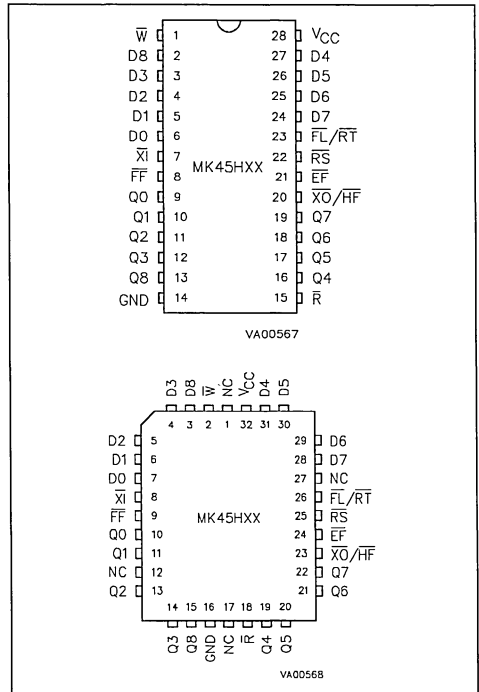 W̅ 1 28 VCC
D8 2 27 D4
D3 3 26 D5
D2 4 25 D6
D1 5 24 D7
D0 6 23 F̅L̅/R̅T̅
X̅I̅ 7 22 R̅S̅
MK45HXX
F̅F̅ 8 21 E̅F̅
Q0 9 20 X̅O̅/H̅F̅
Q1 10 19 Q7
Q2 11 18 Q6
Q3 12 17 Q5
Q8 13 16 Q4
GND 14 15 R̅
VA00567
D3 D8 W̅ NC VCC D4 D5
4 3 2 1 32 31 30
D2 5 29 D6
D1 6 28 D7
D0 7 27 NC
X̅I̅ 8 26 F̅L̅/R̅T̅
F̅F̅ 9 MK45HXX 25 R̅S̅
Q0 10 24 E̅F̅
Q1 11 23 X̅O̅/H̅F̅
NC 12 22 Q7
Q2 13 21 Q6
14 15 16 17 18 19 20
Q3 Q8 GND NC R̅ Q4 Q5
VA00568